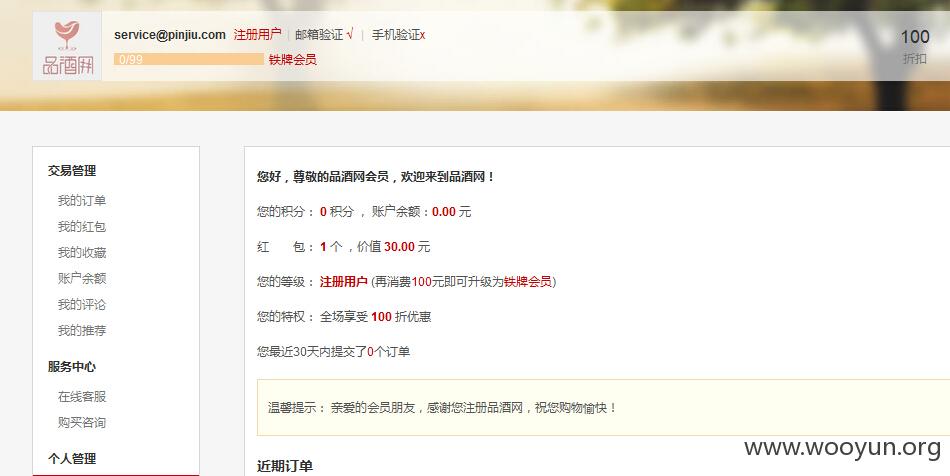 品酒网
service@pinjiu.com 注册用户 | 邮箱验证 √ | 手机验证x
0/99 铁牌会员
100
折扣
交易管理
我的订单
我的红包
我的收藏
账户余额
我的评论
我的推荐
服务中心
在线客服
购买咨询
个人管理
您好，尊敬的品酒网会员，欢迎来到品酒网！
您的积分： 0 积分 ， 账户余额：0.00 元
红 包： 1 个 ，价值 30.00 元
您的等级： 注册用户 (再消费100元即可升级为铁牌会员)
您的特权： 全场享受 100 折优惠
您最近30天内提交了0个订单
温馨提示： 亲爱的会员朋友，感谢您注册品酒网，祝您购物愉快！
近期订单
www.wooyun.org